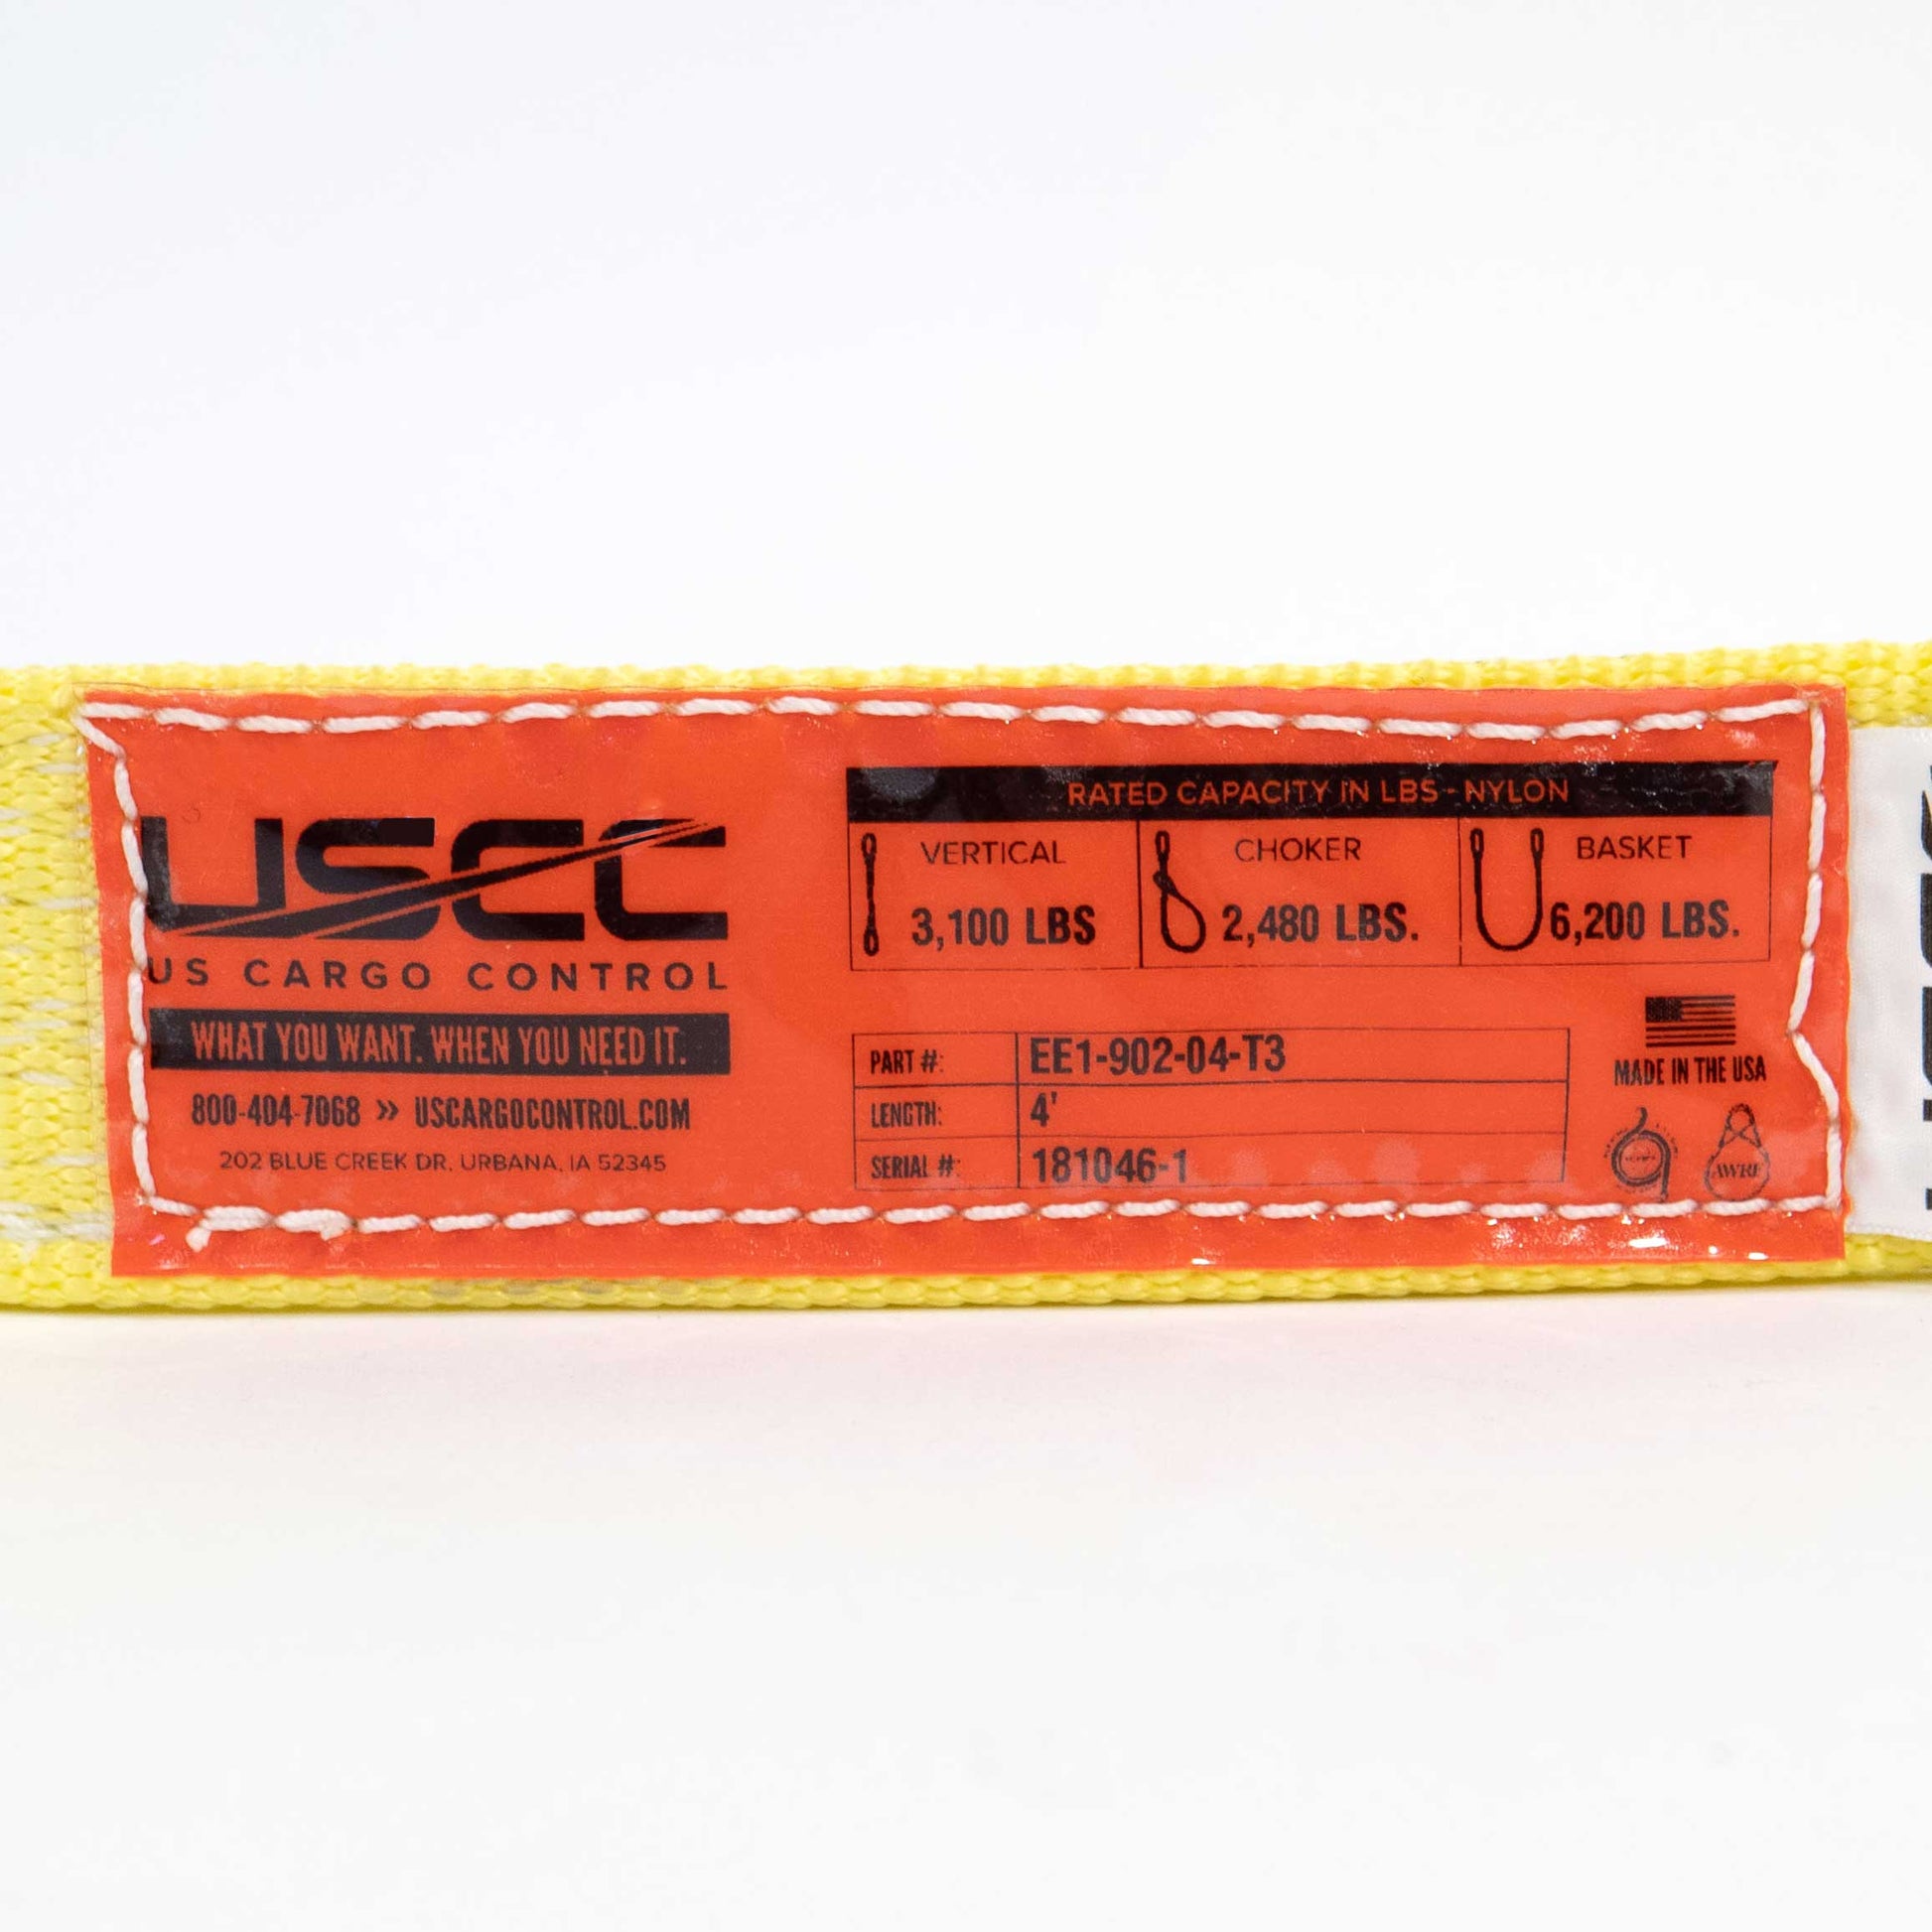 USCC
US CARGO CONTROL
WHAT YOU WANT. WHEN YOU NEED IT.
800-404-7068 >> USCARGOCONTROL.COM
202 BLUE CREEK DR. URBANA, IA 52345
RATED CAPACITY IN LBS - NYLON
VERTICAL
3,100 LBS
CHOKER
2,480 LBS.
BASKET
6,200 LBS.
PART #: EE1-902-04-T3
LENGTH: 4'
SERIAL #: 181046-1
MADE IN THE USA
AWRF